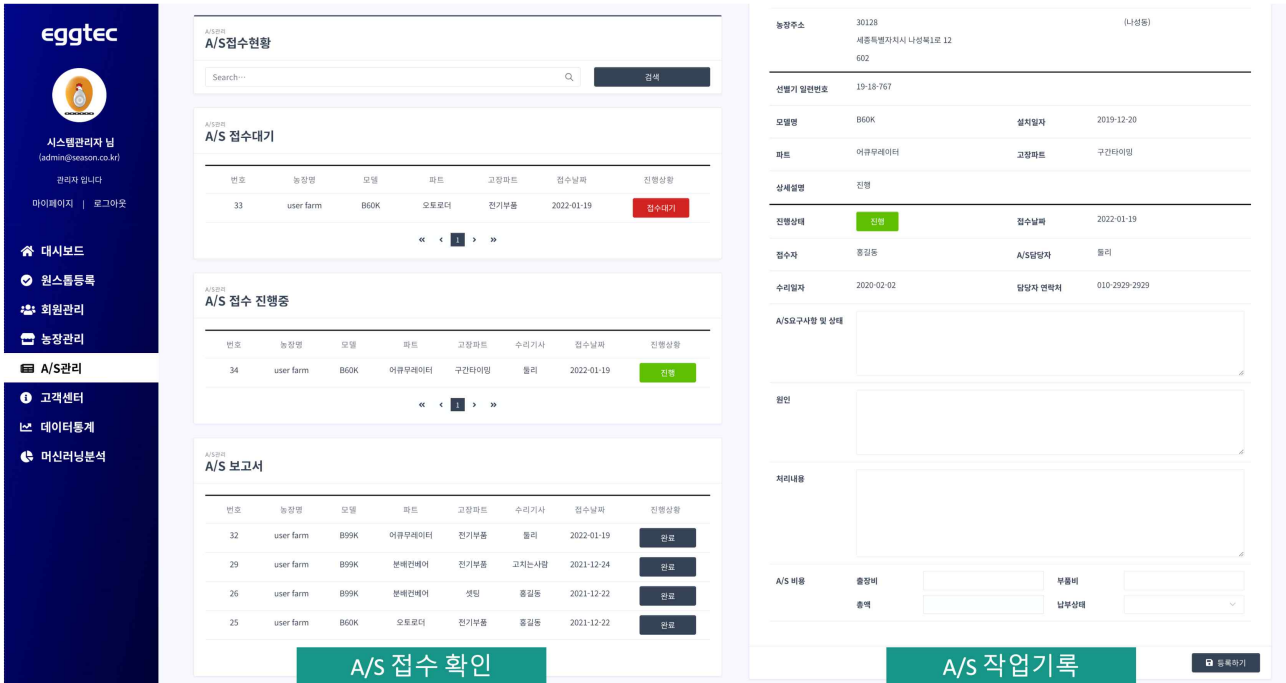 eggtec
시스템관리자 님
(admin@season.co.kr)
관리자 입니다
마이페이지 | 로그아웃
대시보드
원스톱등록
회원관리
농장관리
A/S관리
고객센터
데이터통계
머신러닝분석
A/S관리
A/S접수현황
Search… 검색
A/S관리
A/S 접수대기
번호 농장명 모델 파트 고장파트 접수날짜 진행상황
33 user farm B60K 오토로더 전기부품 2022-01-19 접수대기
« ‹ 1 › »
A/S관리
A/S 접수 진행중
번호 농장명 모델 파트 고장파트 수리기사 접수날짜 진행상황
34 user farm B60K 어큐무레이터 구간타이밍 둘리 2022-01-19 진행
« ‹ 1 › »
A/S관리
A/S 보고서
번호 농장명 모델 파트 고장파트 수리기사 접수날짜 진행상황
32 user farm B99K 어큐무레이터 전기부품 둘리 2022-01-19 완료
29 user farm B99K 분배컨베어 전기부품 고치는사람 2021-12-24 완료
26 user farm B99K 분배컨베어 셋팅 홍길동 2021-12-22 완료
25 user farm B60K 오토로더 전기부품 홍길동 2021-12-22 완료
A/S 접수 확인
농장주소 30128 (나성동)
세종특별자치시 나성북1로 12
602
선별기 일련번호 19-18-767
모델명 B60K 설치일자 2019-12-20
파트 어큐무레이터 고장파트 구간타이밍
상세설명 진행
진행상태 진행 접수날짜 2022-01-19
접수자 홍길동 A/S담당자 둘리
수리일자 2020-02-02 담당자 연락처 010-2929-2929
A/S요구사항 및 상태
원인
처리내용
A/S 비용 출장비 부품비
총액 납부상태
A/S 작업기록
등록하기